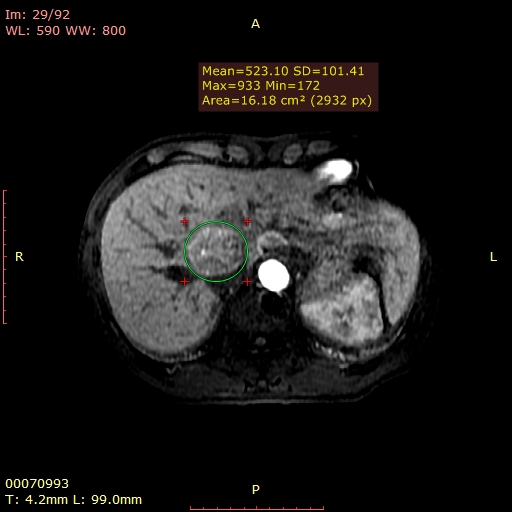 Im: 29/92
WL: 590 WW: 800
A
Mean=523.10 SD=101.41
Max=933 Min=172
Area=16.18 cm² (2932 px)
R
L
00070993
T: 4.2mm L: 99.0mm
P